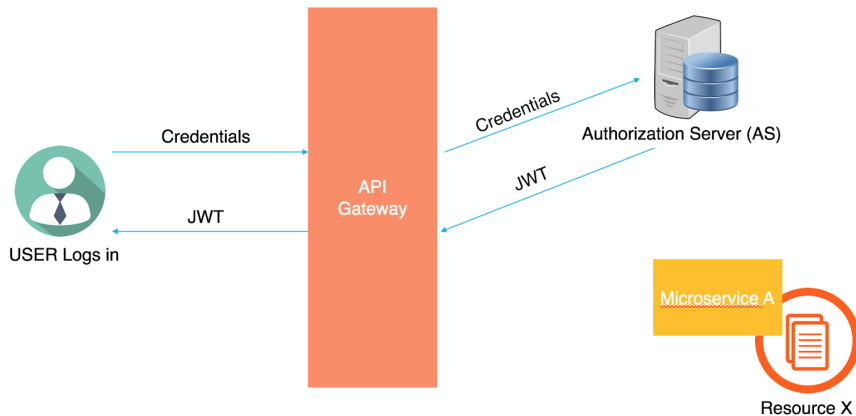 Credentials
Credentials
Authorization Server (AS)
API
Gateway
JWT
JWT
USER Logs in
Microservice A
Resource X